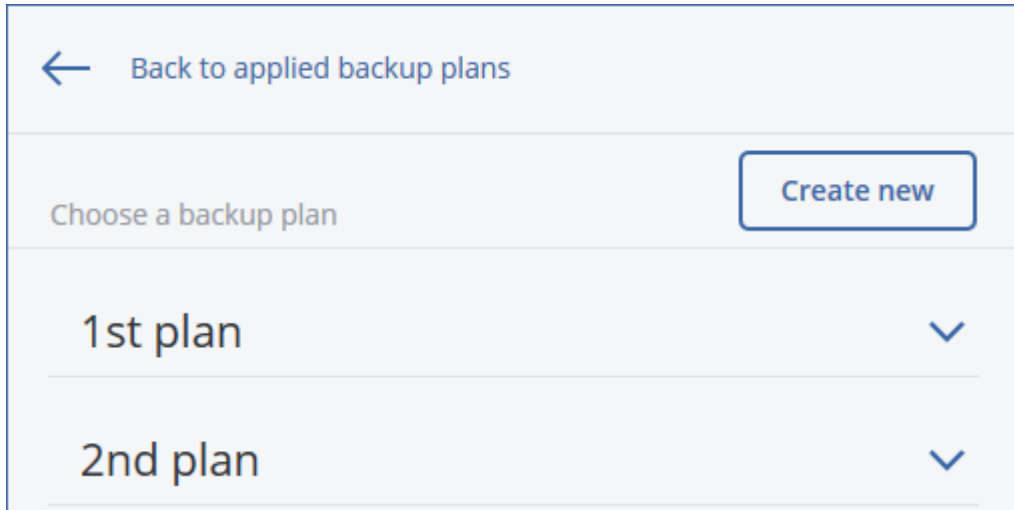 Back to applied backup plans
Create new
Choose a backup plan
1st plan
2nd plan